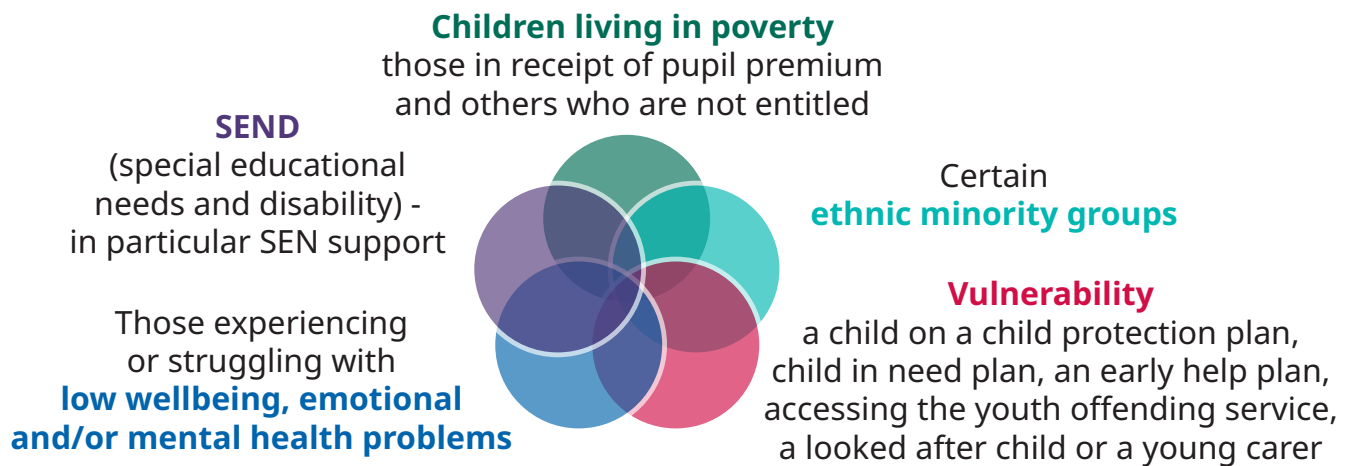 Children living in poverty
those in receipt of pupil premium
and others who are not entitled
SEND
(special educational
needs and disability) -
in particular SEN support
Certain
ethnic minority groups
Those experiencing
or struggling with
low wellbeing, emotional
and/or mental health problems
Vulnerability
a child on a child protection plan,
child in need plan, an early help plan,
accessing the youth offending service,
a looked after child or a young carer